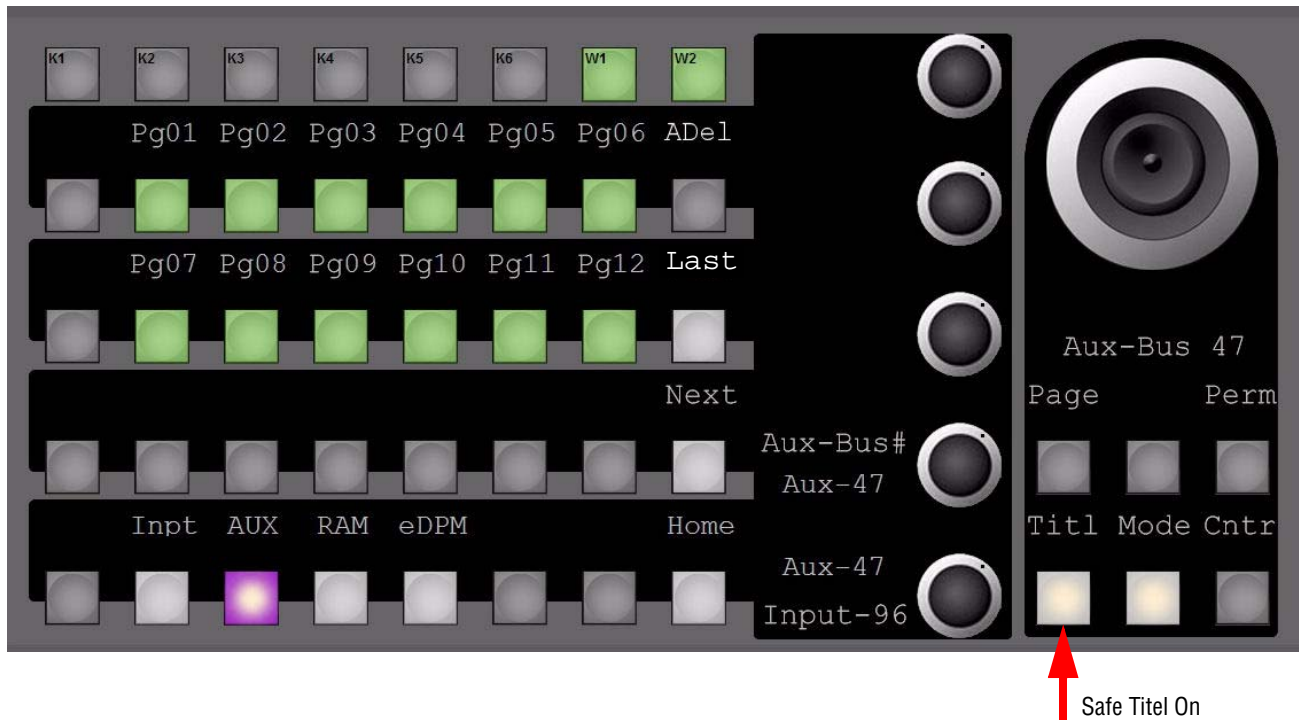 K1 K2 K3 K4 K5 K6 W1 W2
Pg01 Pg02 Pg03 Pg04 Pg05 Pg06 ADel
Pg07 Pg08 Pg09 Pg10 Pg11 Pg12 Last
Aux-Bus 47
Next
Page Perm
Aux-Bus#
Aux-47
Inpt AUX RAM eDPM Home
Titl Mode Cntr
Aux-47
Input-96
Safe Titel On